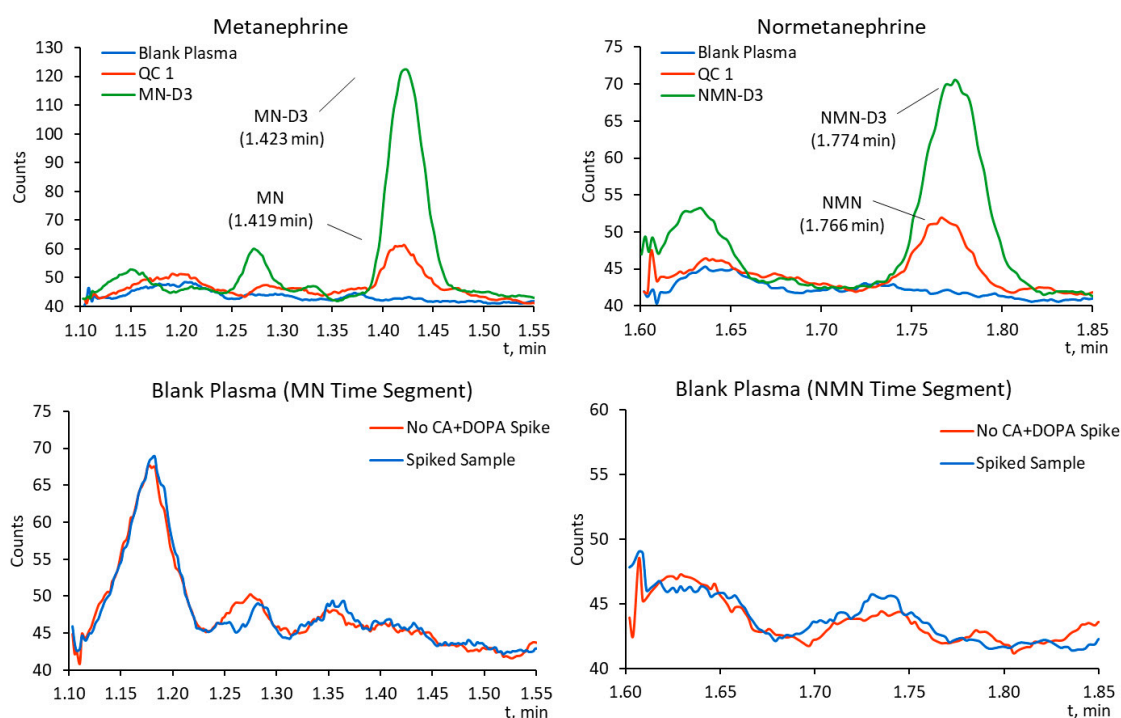 Metanephrine
130
120
110
100
90
80
70
60
50
40
Counts
Blank Plasma
QC 1
MN-D3
MN-D3
(1.423 min)
MN
(1.419 min)
1.10 1.15 1.20 1.25 1.30 1.35 1.40 1.45 1.50 1.55
t, min
Normetanephrine
75
70
65
60
55
50
45
40
Counts
Blank Plasma
QC 1
NMN-D3
NMN-D3
(1.774 min)
NMN
(1.766 min)
1.60 1.65 1.70 1.75 1.80 1.85
t, min
Blank Plasma (MN Time Segment)
75
70
65
60
55
50
45
40
Counts
No CA+DOPA Spike
Spiked Sample
1.10 1.15 1.20 1.25 1.30 1.35 1.40 1.45 1.50 1.55
t, min
Blank Plasma (NMN Time Segment)
60
55
50
45
40
Counts
No CA+DOPA Spike
Spiked Sample
1.60 1.65 1.70 1.75 1.80 1.85
t, min